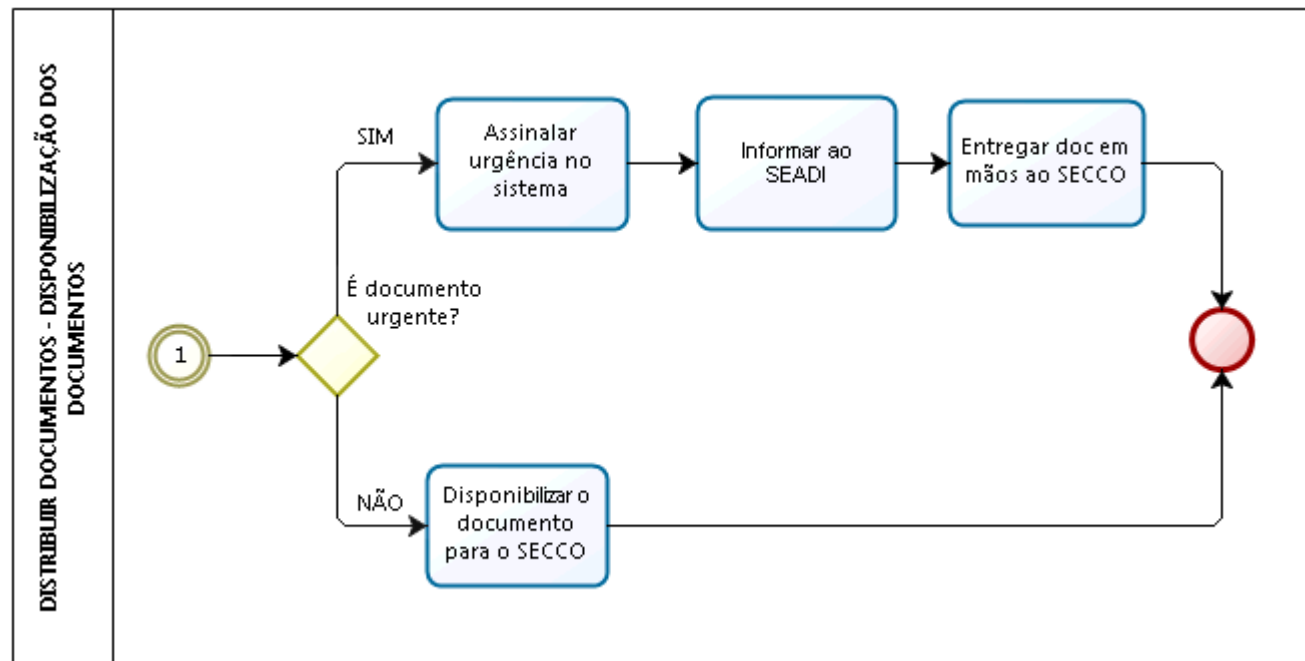 DISTRIBUIR DOCUMENTOS - DISPONIBILIZAÇÃO DOS
DOCUMENTOS
1
É documento
urgente?
SIM
Assinalar
urgência no
sistema
Informar ao
SEADI
Entregar doc em
mãos ao SECCO
NÃO
Disponibilizar o
documento
para o SECCO